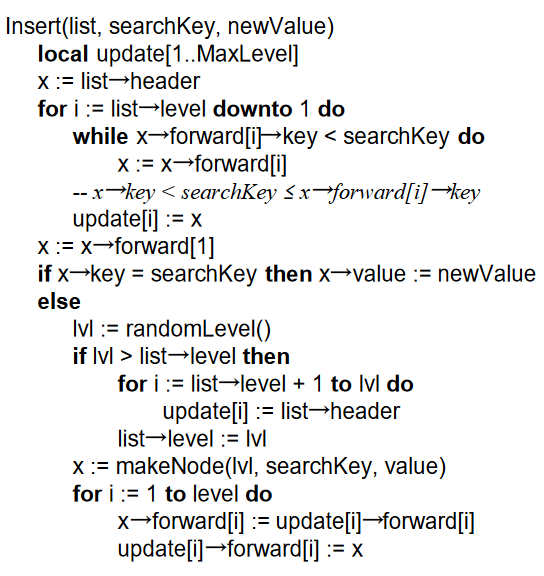 Insert(list, searchKey, newValue)
local update[1..MaxLevel]
x := list→header
for i := list→level downto 1 do
while x→forward[i]→key < searchKey do
x := x→forward[i]
-- x→key < searchKey ≤ x→forward[i]→key
update[i] := x
x := x→forward[1]
if x→key = searchKey then x→value := newValue
else
lvl := randomLevel()
if lvl > list→level then
for i := list→level + 1 to lvl do
update[i] := list→header
list→level := lvl
x := makeNode(lvl, searchKey, value)
for i := 1 to level do
x→forward[i] := update[i]→forward[i]
update[i]→forward[i] := x